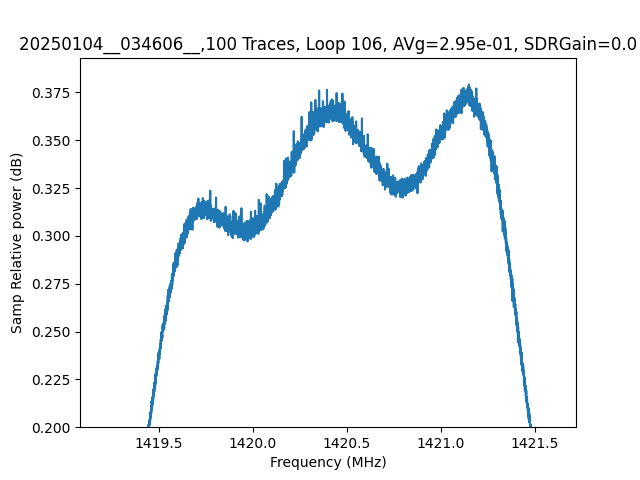 20250104__034606__,100 Traces, Loop 106, AVg=2.95e-01, SDRGain=0.0
Samp Relative power (dB)
0.375
0.350
0.325
0.300
0.275
0.250
0.225
0.200
1419.5 1420.0 1420.5 1421.0 1421.5
Frequency (MHz)